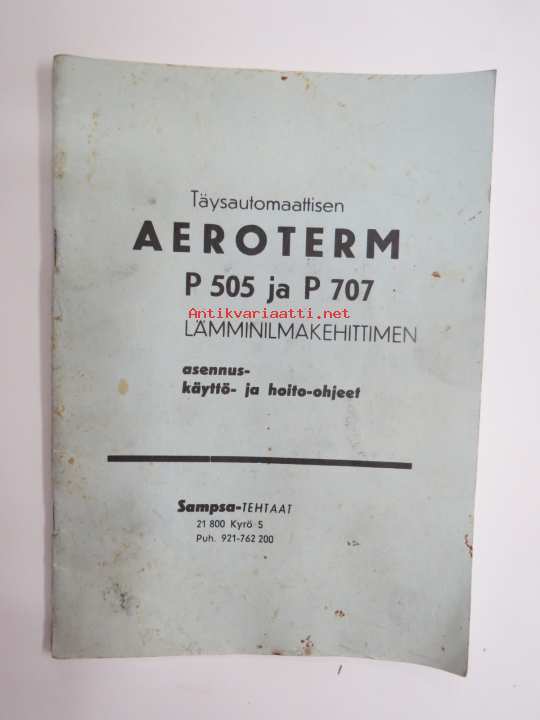 Täysautomaattisen
AEROTERM
P 505 ja P 707
Antikvariaatti.net
LÄMMINILMAKEHITTIMEN
asennus-
käyttö- ja hoito-ohjeet
Sampsa-TEHTAAT
21 800 Kyrö 5
Puh. 921-762 200